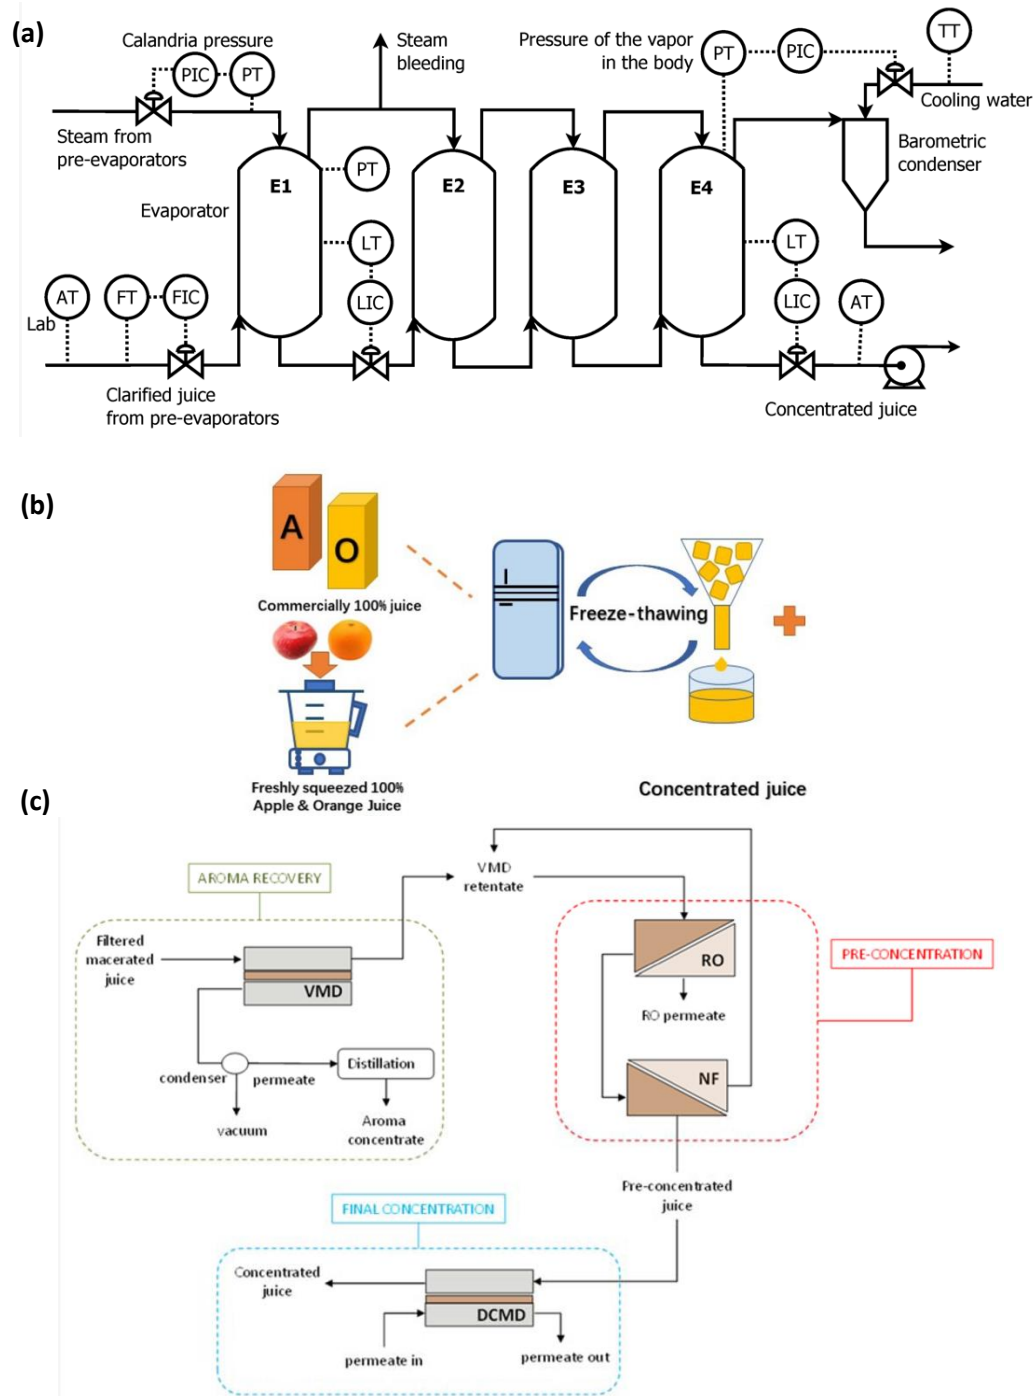 (a)
Calandria pressure
PIC
PT
Steam from
pre-evaporators
Steam
bleeding
Pressure of the vapor
in the body
PT
PIC
TT
Cooling water
Barometric
condenser
Evaporator
E1
E2
E3
E4
PT
LT
LIC
LT
LIC
AT
AT
FT
FIC
Lab
Clarified juice
from pre-evaporators
Concentrated juice
(b)
A
O
Commercially 100% juice
Freeze-thawing
Freshly squeezed 100%
Apple & Orange Juice
Concentrated juice
(c)
AROMA RECOVERY
Filtered
macerated
juice
VMD
condenser
permeate
Distillation
vacuum
Aroma
concentrate
VMD
retentate
RO
RO permeate
NF
PRE-CONCENTRATION
Pre-concentrated
juice
FINAL CONCENTRATION
Concentrated
juice
DCMD
permeate in
permeate out